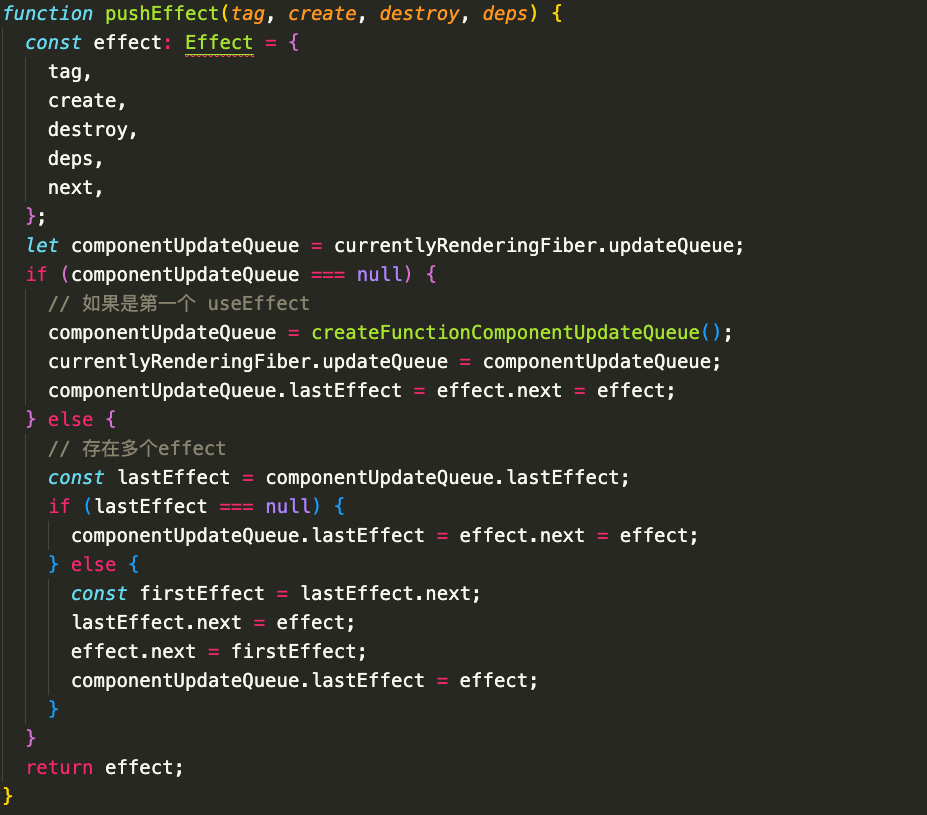 function pushEffect(tag, create, destroy, deps) {
  const effect: Effect = {
    tag,
    create,
    destroy,
    deps,
    next,
  };
  let componentUpdateQueue = currentlyRenderingFiber.updateQueue;
  if (componentUpdateQueue === null) {
    // 如果是第一个 useEffect
    componentUpdateQueue = createFunctionComponentUpdateQueue();
    currentlyRenderingFiber.updateQueue = componentUpdateQueue;
    componentUpdateQueue.lastEffect = effect.next = effect;
  } else {
    // 存在多个effect
    const lastEffect = componentUpdateQueue.lastEffect;
    if (lastEffect === null) {
      componentUpdateQueue.lastEffect = effect.next = effect;
    } else {
      const firstEffect = lastEffect.next;
      lastEffect.next = effect;
      effect.next = firstEffect;
      componentUpdateQueue.lastEffect = effect;
    }
  }
  return effect;
}